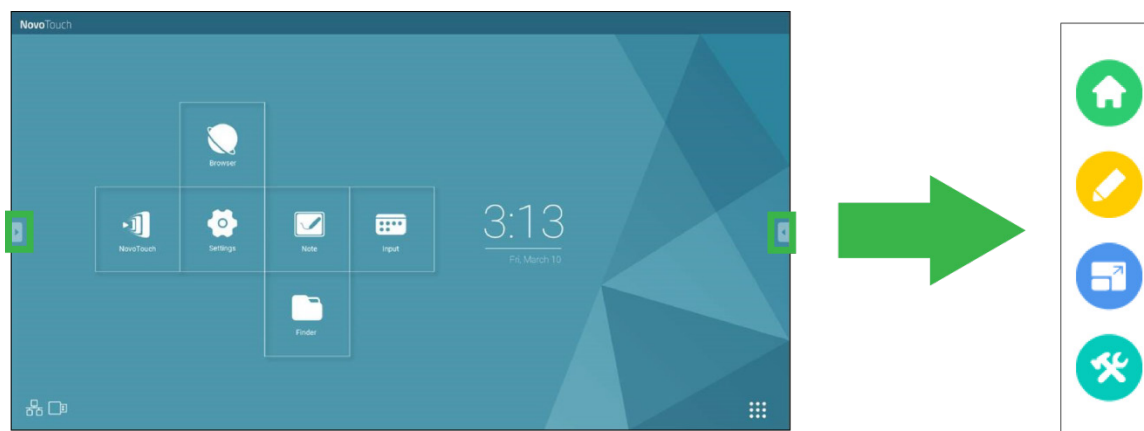 NovoTouch
Browser
NovoTouch
Settings
Note
Input
3:13
Fri, March 10
Finder